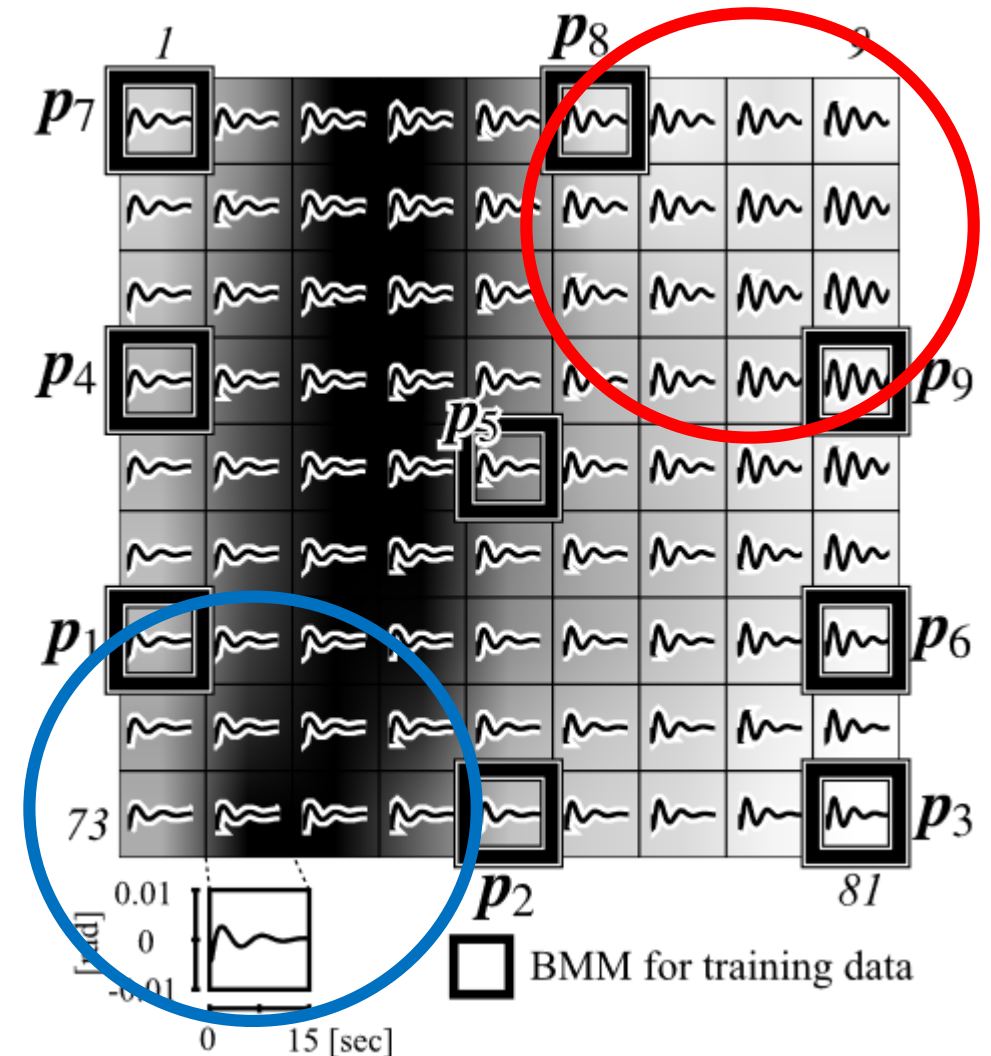 1
p8
9
p7
p4
p9
p5
p1
p6
73
p3
p2
81
0.01
[rad]
0
-0.01
BMM for training data
0
15 [sec]